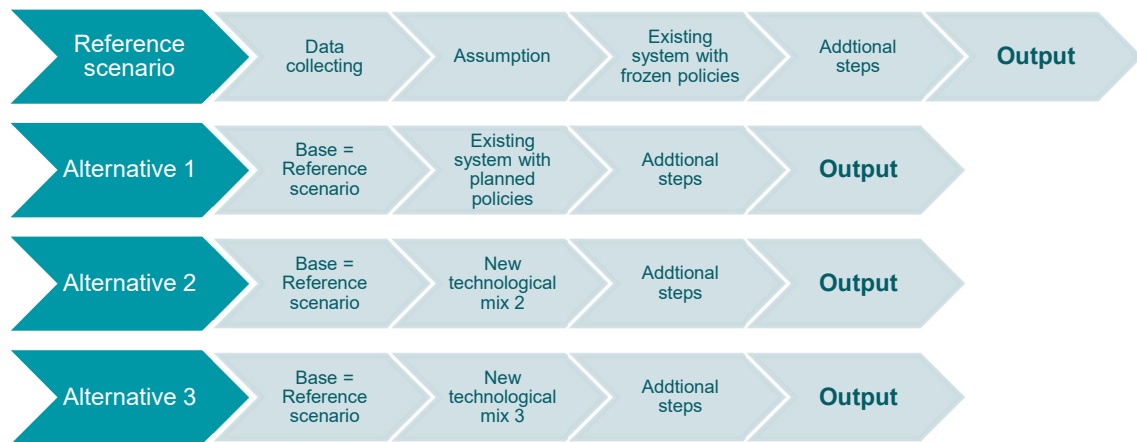 Reference
scenario
Data
collecting
Assumption
Existing
system with
frozen policies
Addtional
steps
Output
Alternative 1
Base =
Reference
scenario
Existing
system with
planned
policies
Addtional
steps
Output
Alternative 2
Base =
Reference
scenario
New
technological
mix 2
Addtional
steps
Output
Alternative 3
Base =
Reference
scenario
New
technological
mix 3
Addtional
steps
Output